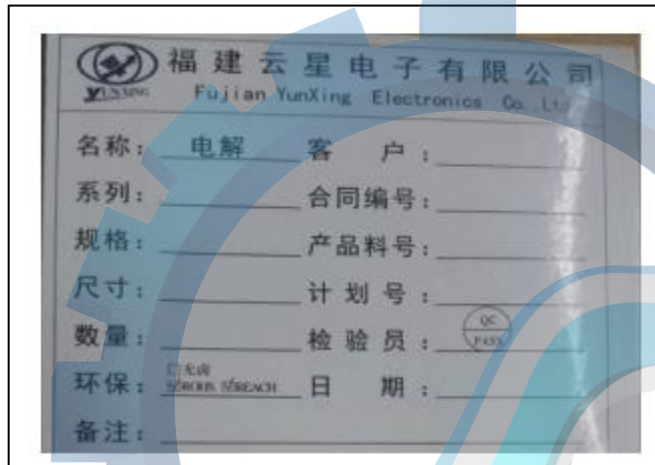 福建云星电子有限公司
YUNXING Fujian YunXing Electronics Co., Ltd
名称： 电解 客 户：
系列： 合同编号：
规格： 产品料号：
尺寸： 计 划 号：
数量： 检 验 员： QC PASS
□无卤
环保： ☑ROHS ☑REACH 日 期：
备注：